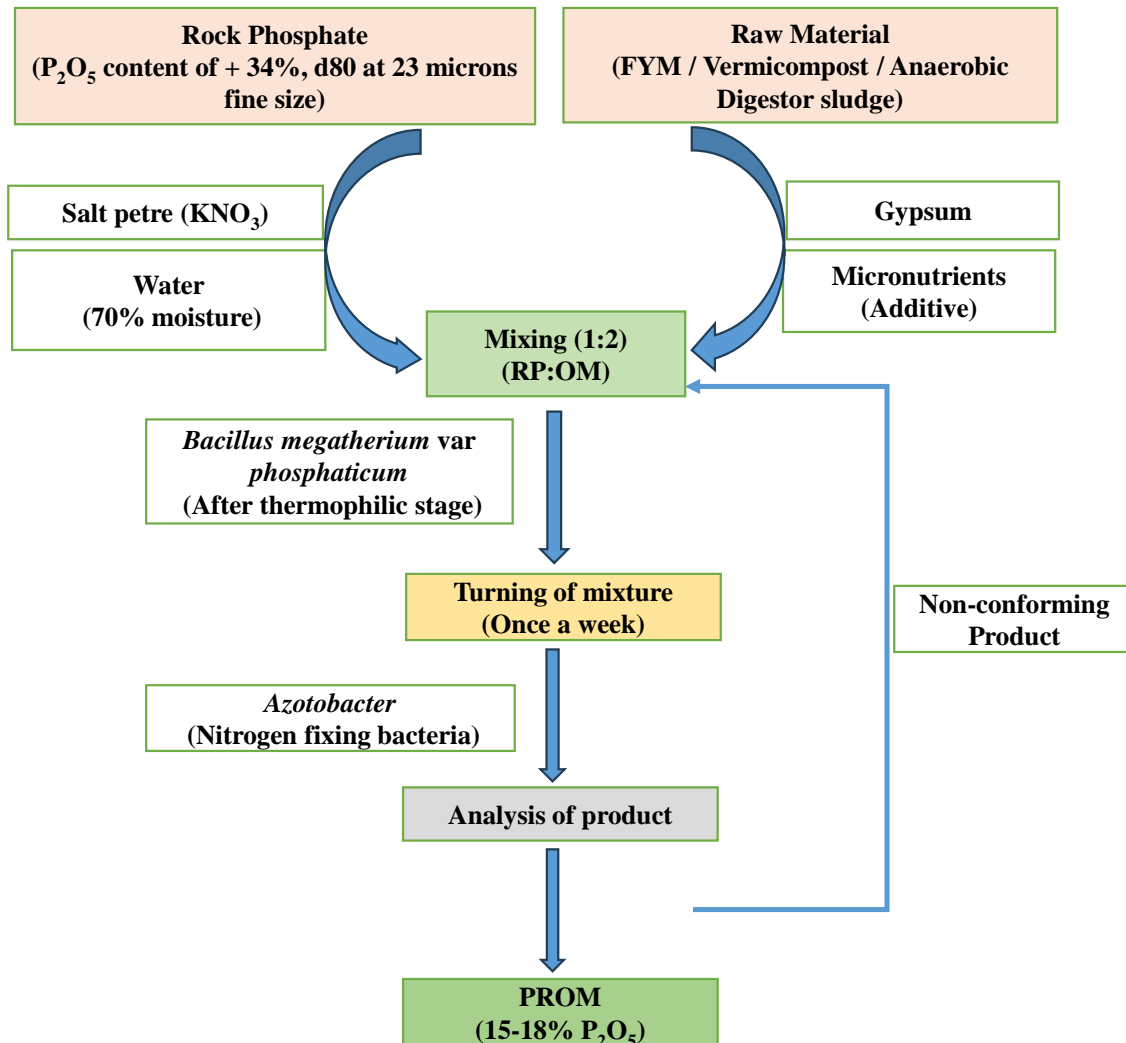 Rock Phosphate
(P₂O₅ content of + 34%, d80 at 23 microns
fine size)
Raw Material
(FYM / Vermicompost / Anaerobic
Digestor sludge)
Salt petre (KNO₃)
Water
(70% moisture)
Gypsum
Micronutrients
(Additive)
Mixing (1:2)
(RP:OM)
Bacillus megatherium var
phosphaticum
(After thermophilic stage)
Turning of mixture
(Once a week)
Non-conforming
Product
Azotobacter
(Nitrogen fixing bacteria)
Analysis of product
PROM
(15-18% P₂O₅)